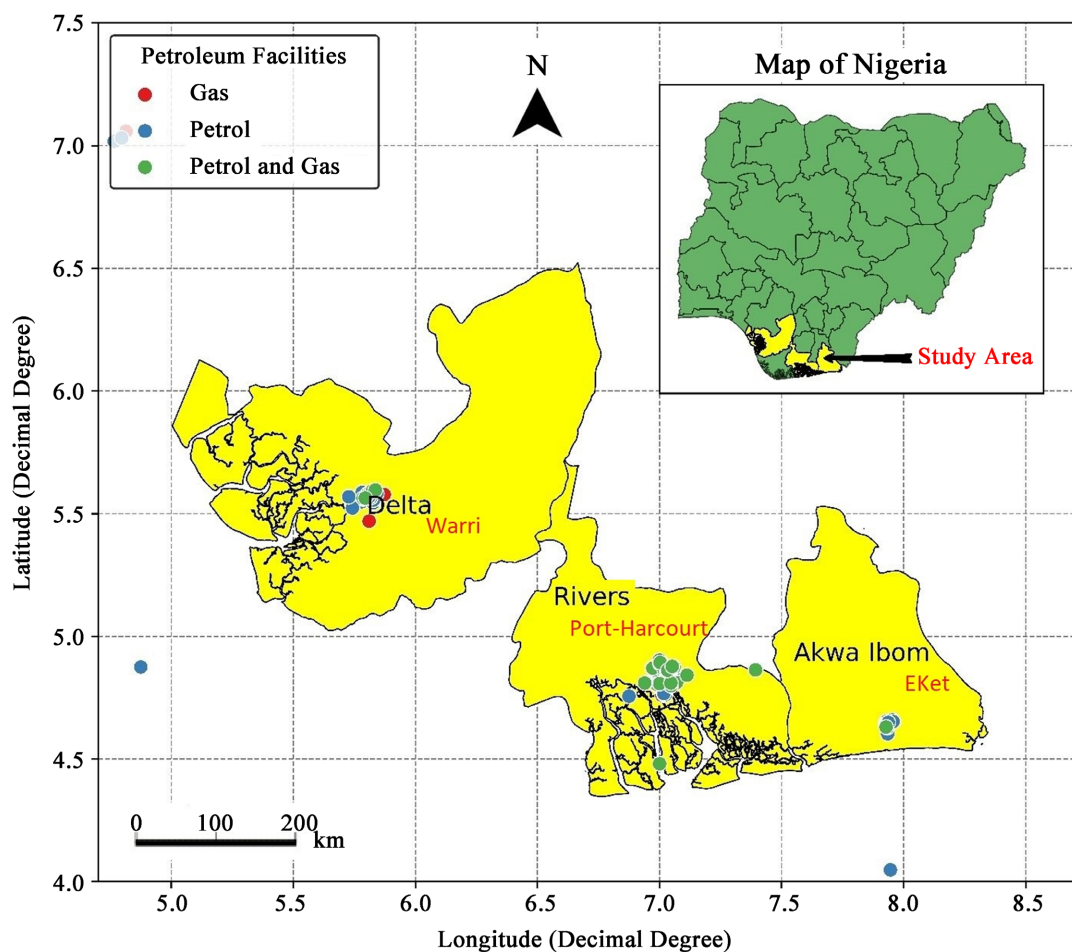 Petroleum Facilities
Gas
Petrol
Petrol and Gas
N
Map of Nigeria
Study Area
Delta
Warri
Rivers
Port-Harcourt
Akwa Ibom
EKet
0 100 200
km
7.5
7.0
6.5
6.0
5.5
5.0
4.5
4.0
Latitude (Decimal Degree)
5.0 5.5 6.0 6.5 7.0 7.5 8.0 8.5
Longitude (Decimal Degree)